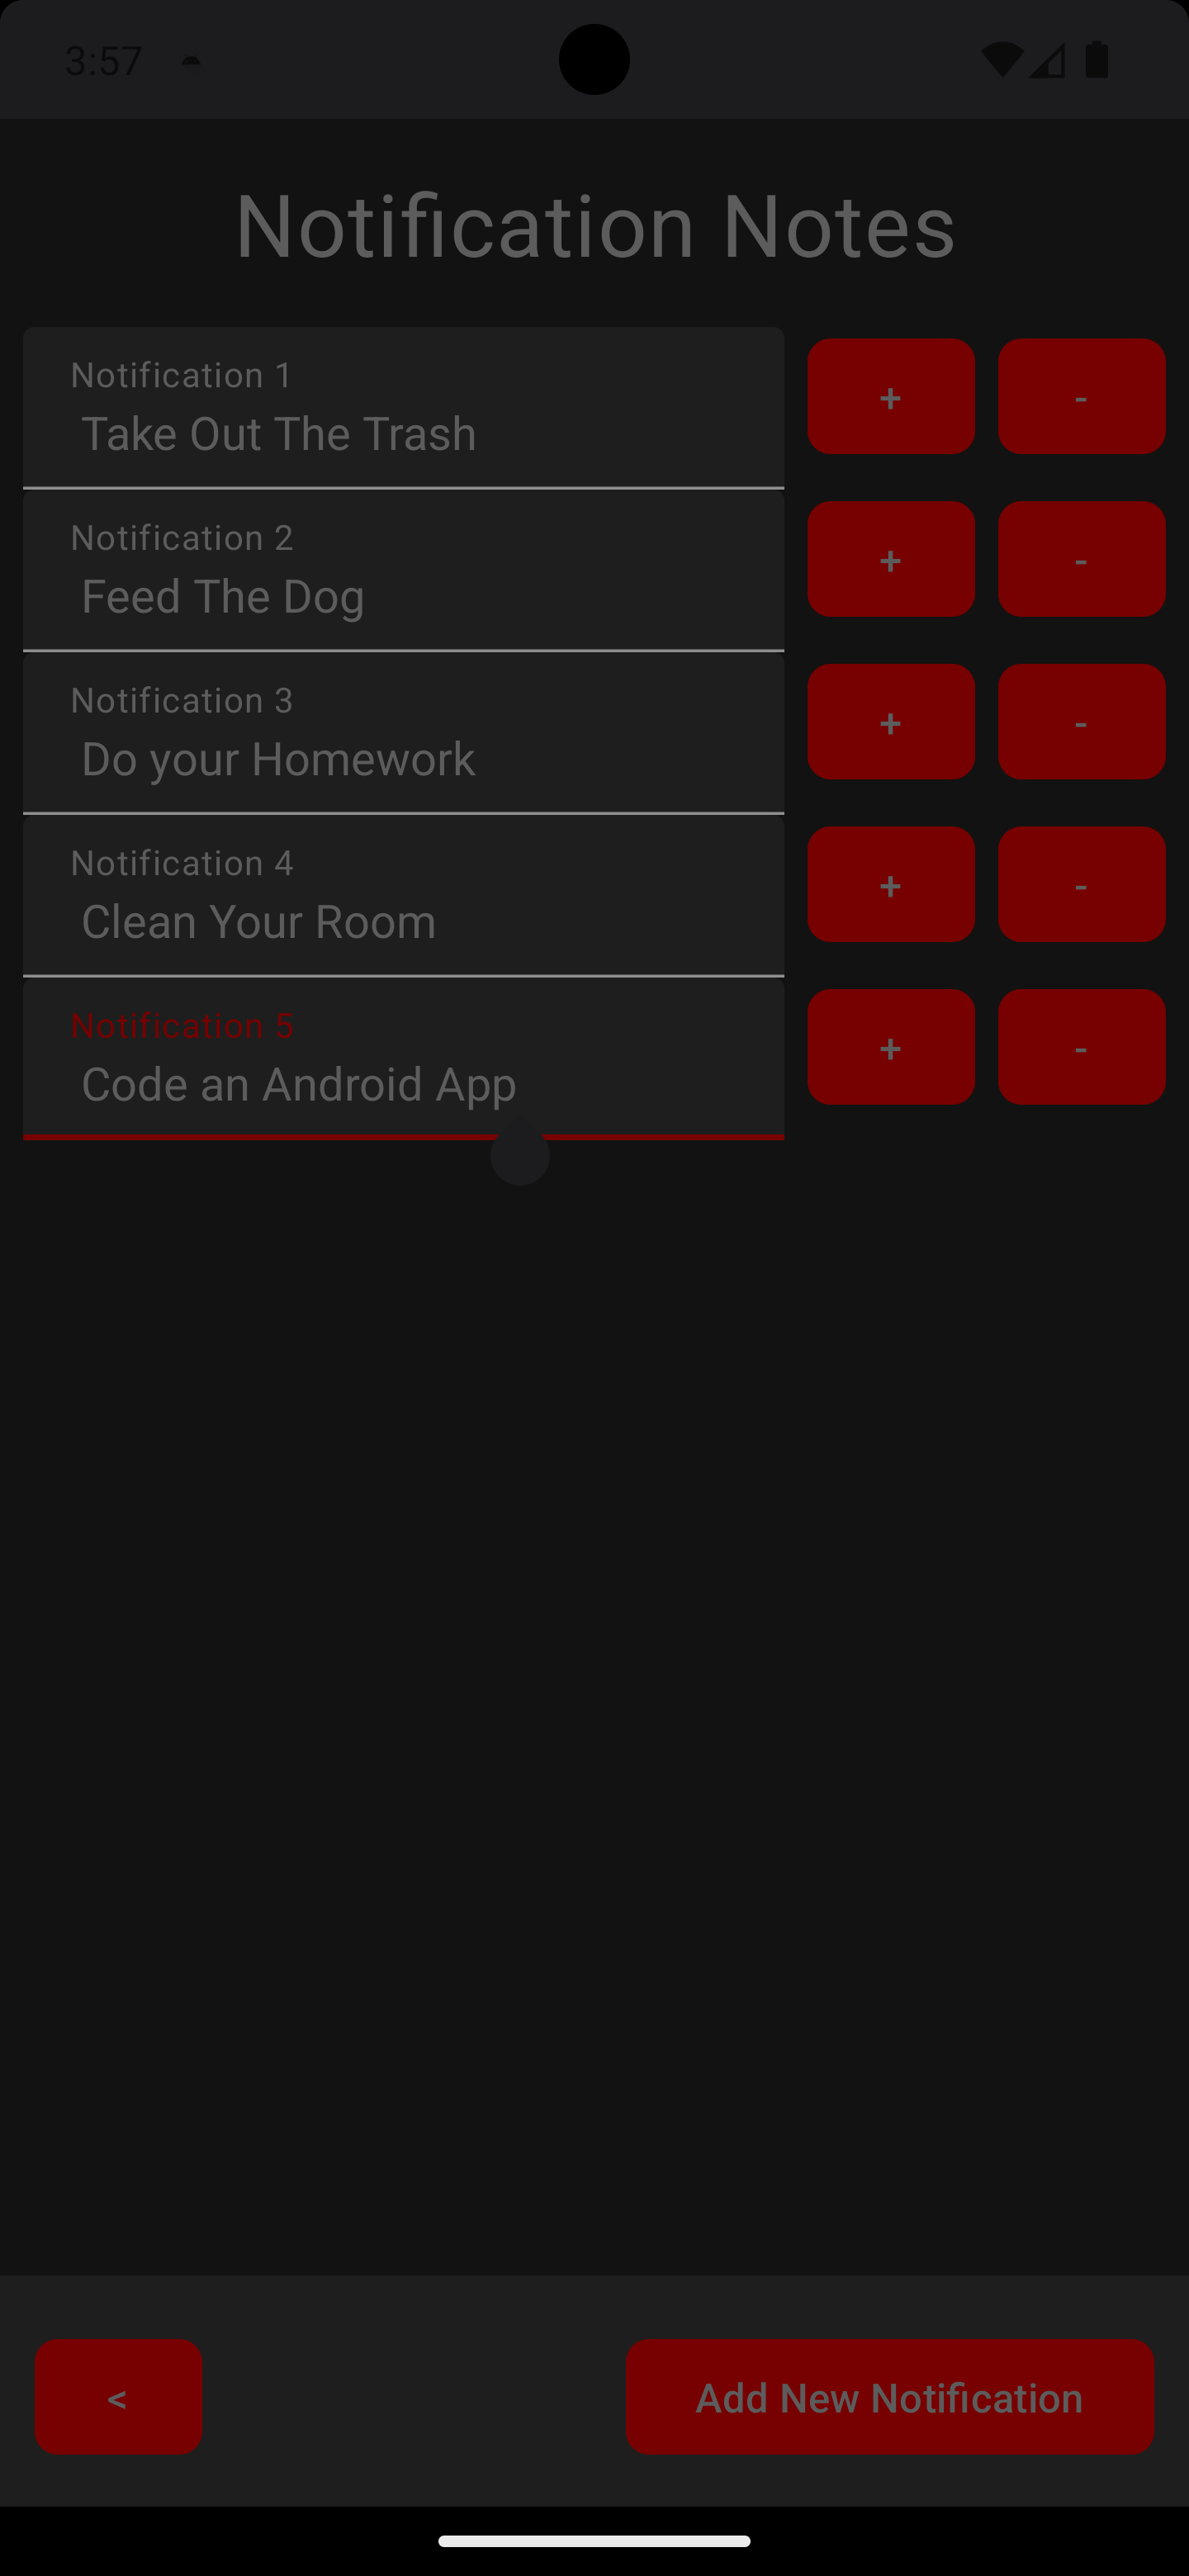 3:57
Notification Notes
Notification 1
Take Out The Trash
+ -
Notification 2
Feed The Dog
+ -
Notification 3
Do your Homework
+ -
Notification 4
Clean Your Room
+ -
Notification 5
Code an Android App
+ -
< Add New Notification